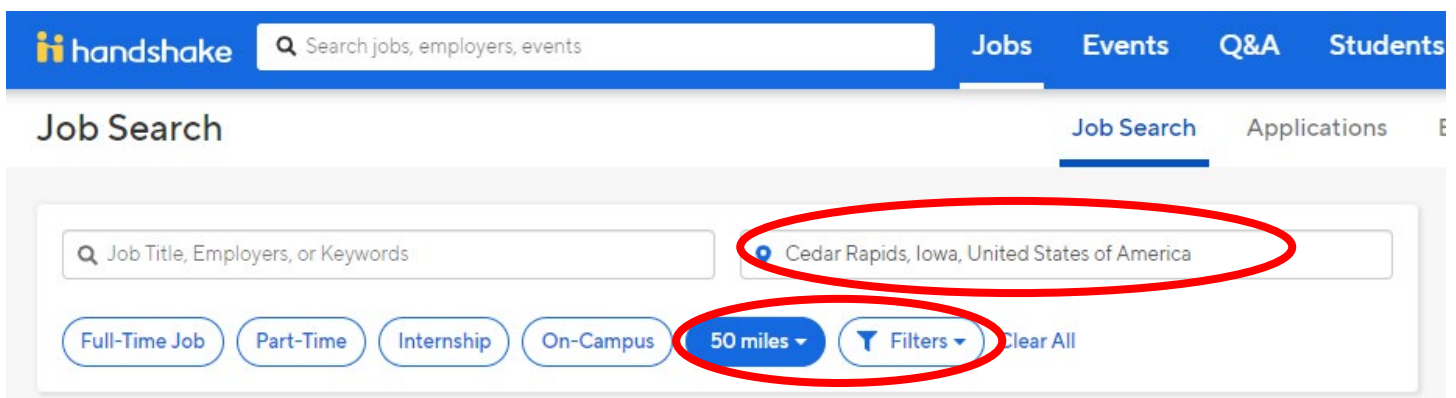 handshake Search jobs, employers, events Jobs Events Q&A Students
Job Search Job Search Applications
Job Title, Employers, or Keywords Cedar Rapids, Iowa, United States of America
Full-Time Job Part-Time Internship On-Campus 50 miles Filters Clear All